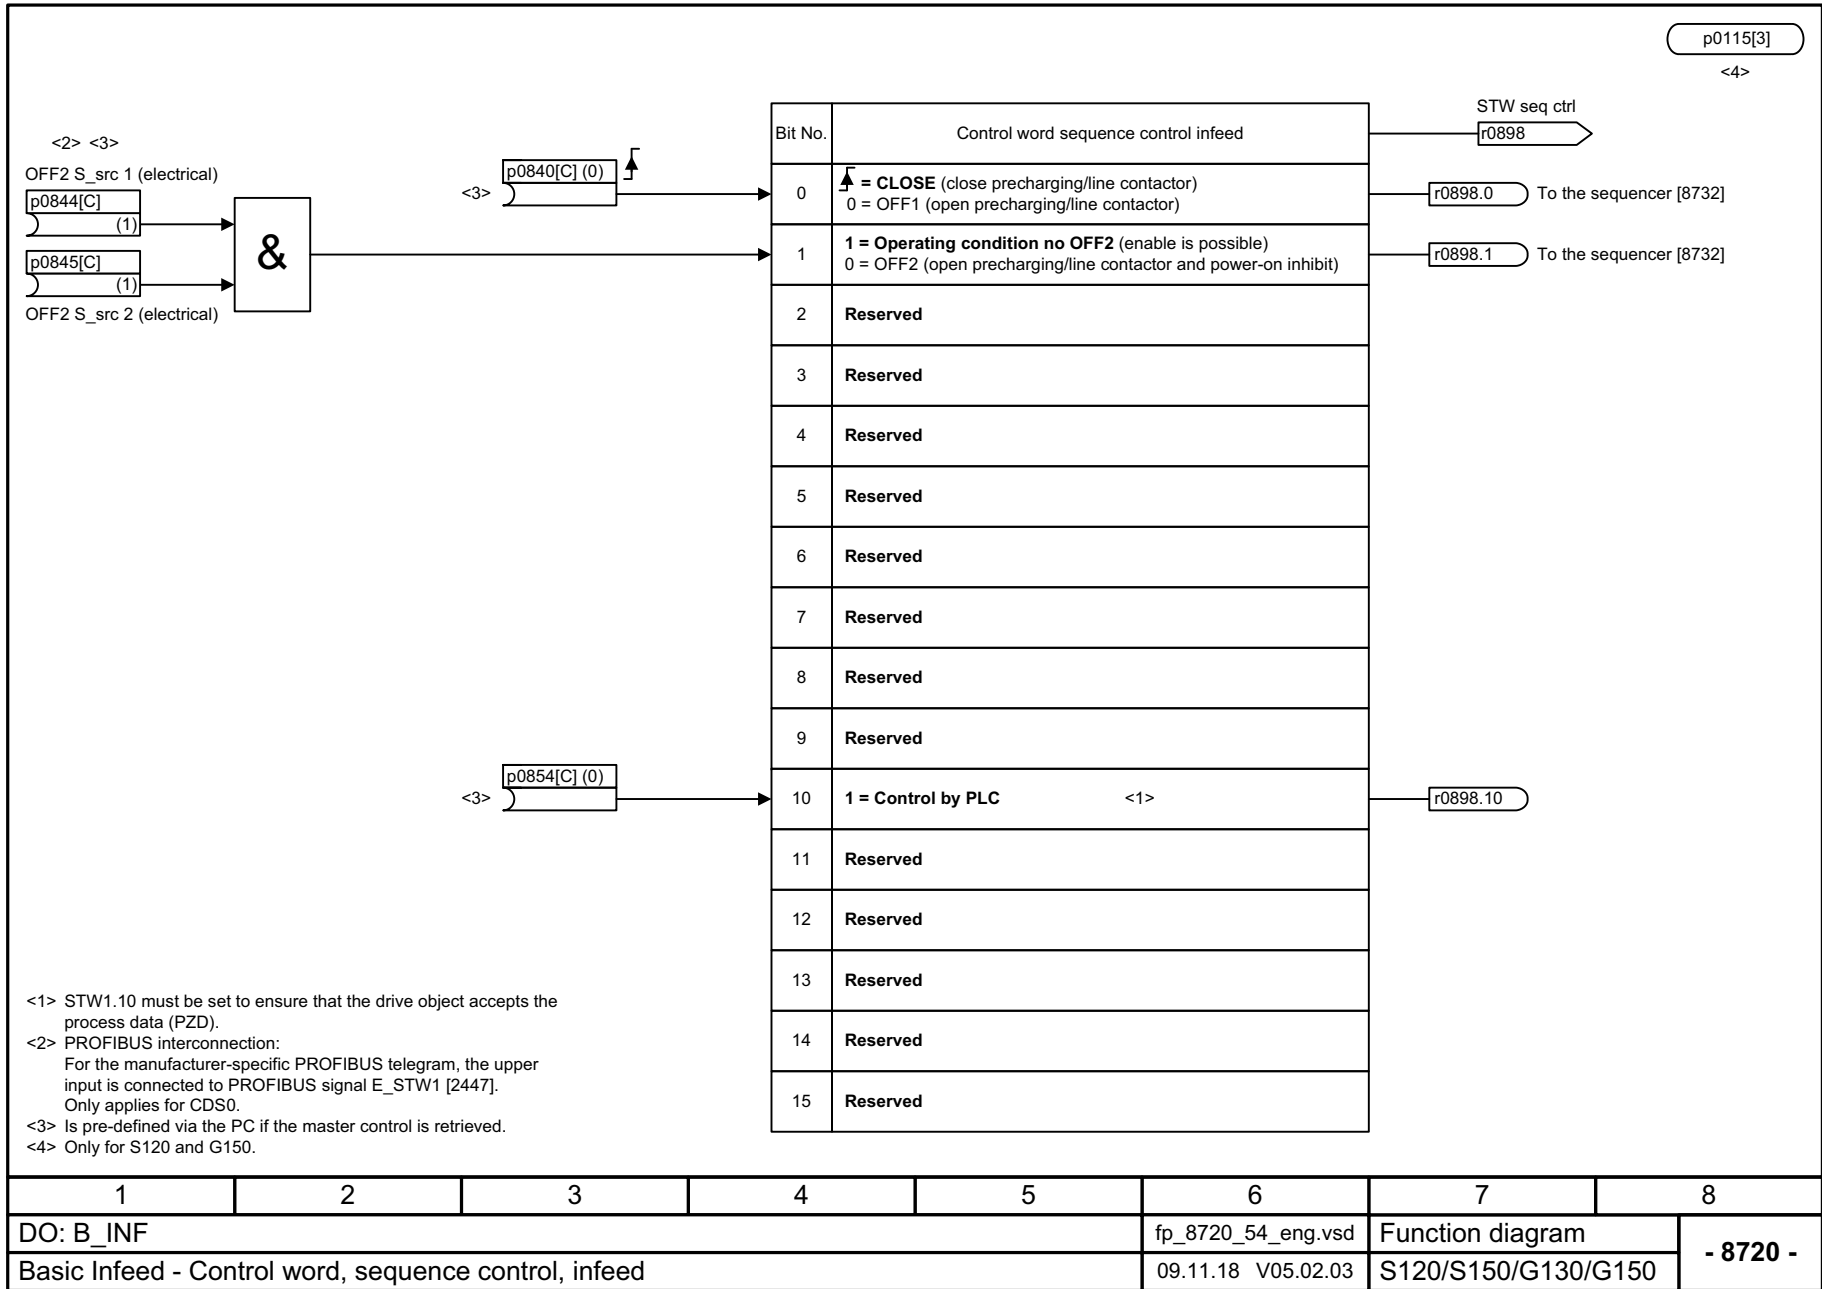 p0115[3]
<4>
STW seq ctrl
r0898
Bit No.
Control word sequence control infeed
<2> <3>
OFF2 S_src 1 (electrical)
p0844[C]
(1)
p0845[C]
(1)
OFF2 S_src 2 (electrical)
&
<3>
p0840[C] (0)
0
= CLOSE (close precharging/line contactor)
0 = OFF1 (open precharging/line contactor)
r0898.0
To the sequencer [8732]
1
1 = Operating condition no OFF2 (enable is possible)
0 = OFF2 (open precharging/line contactor and power-on inhibit)
r0898.1
To the sequencer [8732]
2
Reserved
3
Reserved
4
Reserved
5
Reserved
6
Reserved
7
Reserved
8
Reserved
9
Reserved
<3>
p0854[C] (0)
10
1 = Control by PLC
<1>
r0898.10
11
Reserved
12
Reserved
13
Reserved
14
Reserved
15
Reserved
<1> STW1.10 must be set to ensure that the drive object accepts the
process data (PZD).
<2> PROFIBUS interconnection:
For the manufacturer-specific PROFIBUS telegram, the upper
input is connected to PROFIBUS signal E_STW1 [2447].
Only applies for CDS0.
<3> Is pre-defined via the PC if the master control is retrieved.
<4> Only for S120 and G150.
1 2 3 4 5 6 7 8
DO: B_INF
fp_8720_54_eng.vsd
Function diagram
- 8720 -
Basic Infeed - Control word, sequence control, infeed
09.11.18 V05.02.03
S120/S150/G130/G150